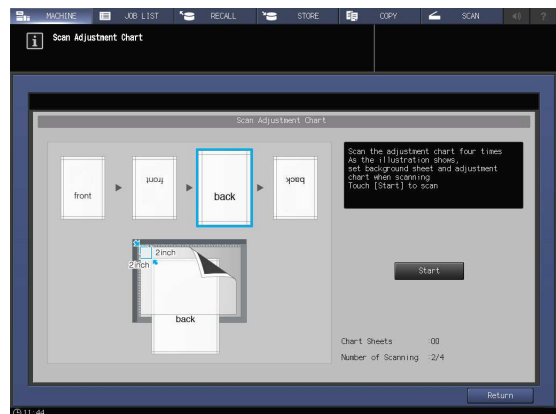 MACHINE JOB LIST RECALL STORE COPY SCAN ?
i Scan Adjustment Chart
Scan Adjustment Chart
front
front
back
back
Scan the adjustment chart four times
As the illustration shows,
set background sheet and adjustment
chart when scanning
Touch [Start] to scan
2inch
2inch
back
Start
Chart Sheets :00
Number of Scanning :2/4
Return
11:44